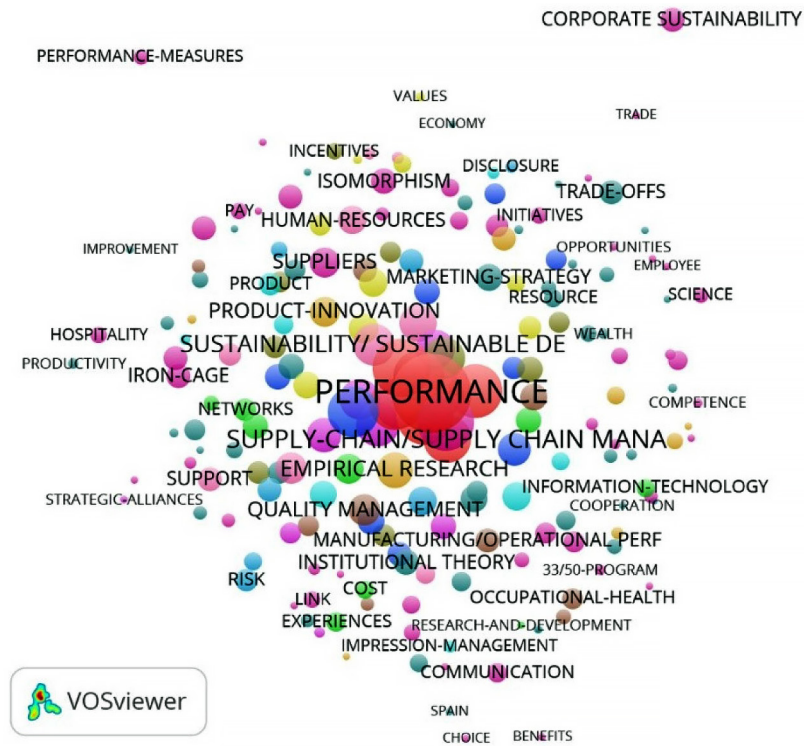 CORPORATE SUSTAINABILITY
PERFORMANCE-MEASURES
VALUES
TRADE
ECONOMY
INCENTIVES
DISCLOSURE
ISOMORPHISM
TRADE-OFFS
PAY
HUMAN-RESOURCES
INITIATIVES
IMPROVEMENT
OPPORTUNITIES
SUPPLIERS
EMPLOYEE
PRODUCT
MARKETING-STRATEGY
RESOURCE
SCIENCE
PRODUCT-INNOVATION
HOSPITALITY
WEALTH
SUSTAINABILITY/ SUSTAINABLE DE
PRODUCTIVITY
IRON-CAGE
PERFORMANCE
COMPETENCE
NETWORKS
SUPPLY-CHAIN/SUPPLY CHAIN MANA
EMPIRICAL RESEARCH
SUPPORT
INFORMATION-TECHNOLOGY
STRATEGIC-ALLIANCES
COOPERATION
QUALITY MANAGEMENT
MANUFACTURING/OPERATIONAL PERF
INSTITUTIONAL THEORY
33/50-PROGRAM
RISK
COST
LINK
OCCUPATIONAL-HEALTH
EXPERIENCES
RESEARCH-AND-DEVELOPMENT
IMPRESSION-MANAGEMENT
COMMUNICATION
VOSviewer
SPAIN
CHOICE
BENEFITS